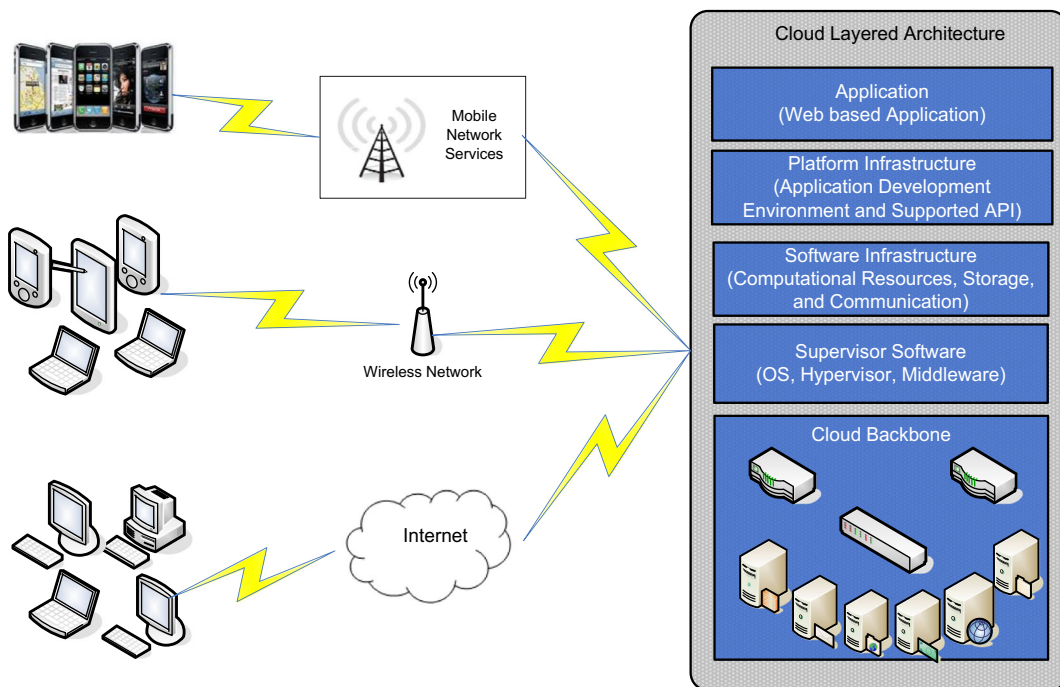 Cloud Layered Architecture
Mobile
Network
Services
Wireless Network
Internet
Application
(Web based Application)
Platform Infrastructure
(Application Development
Environment and Supported API)
Software Infrastructure
(Computational Resources, Storage,
and Communication)
Supervisor Software
(OS, Hypervisor, Middleware)
Cloud Backbone